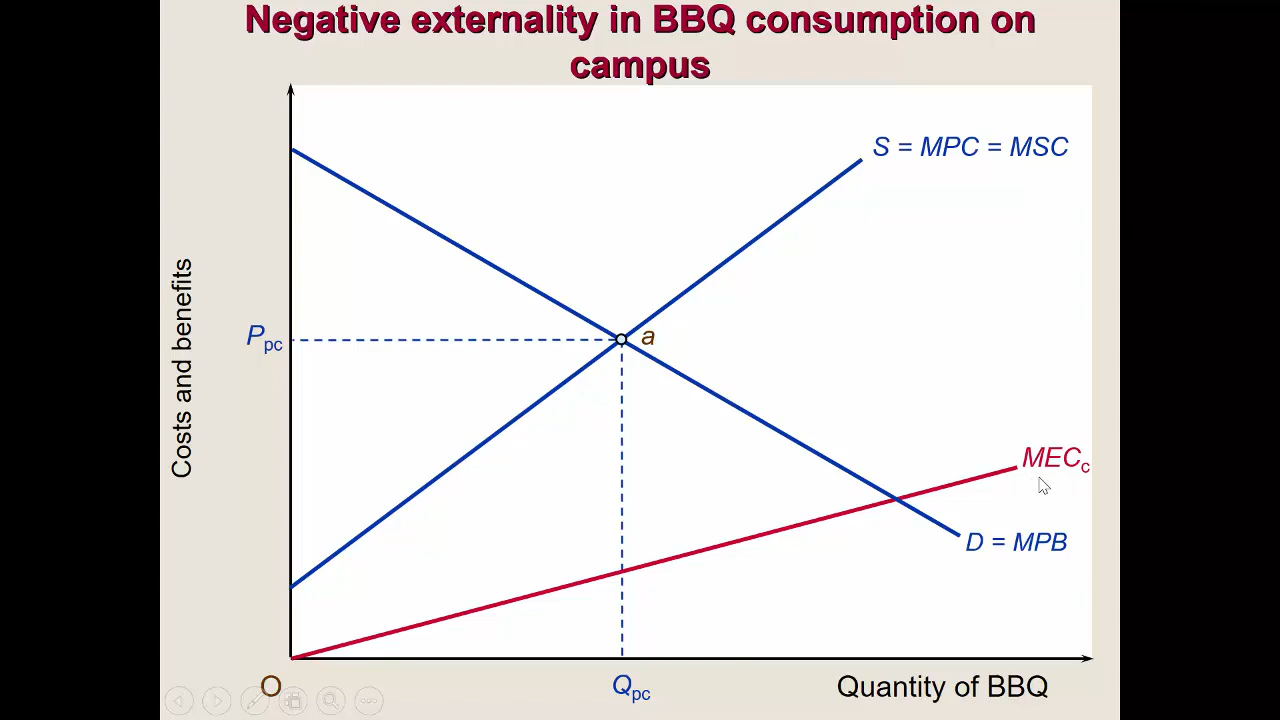 Negative externality in BBQ consumption on
campus
S = MPC = MSC
Costs and benefits
Ppc
a
MECc
D = MPB
O
Qpc
Quantity of BBQ